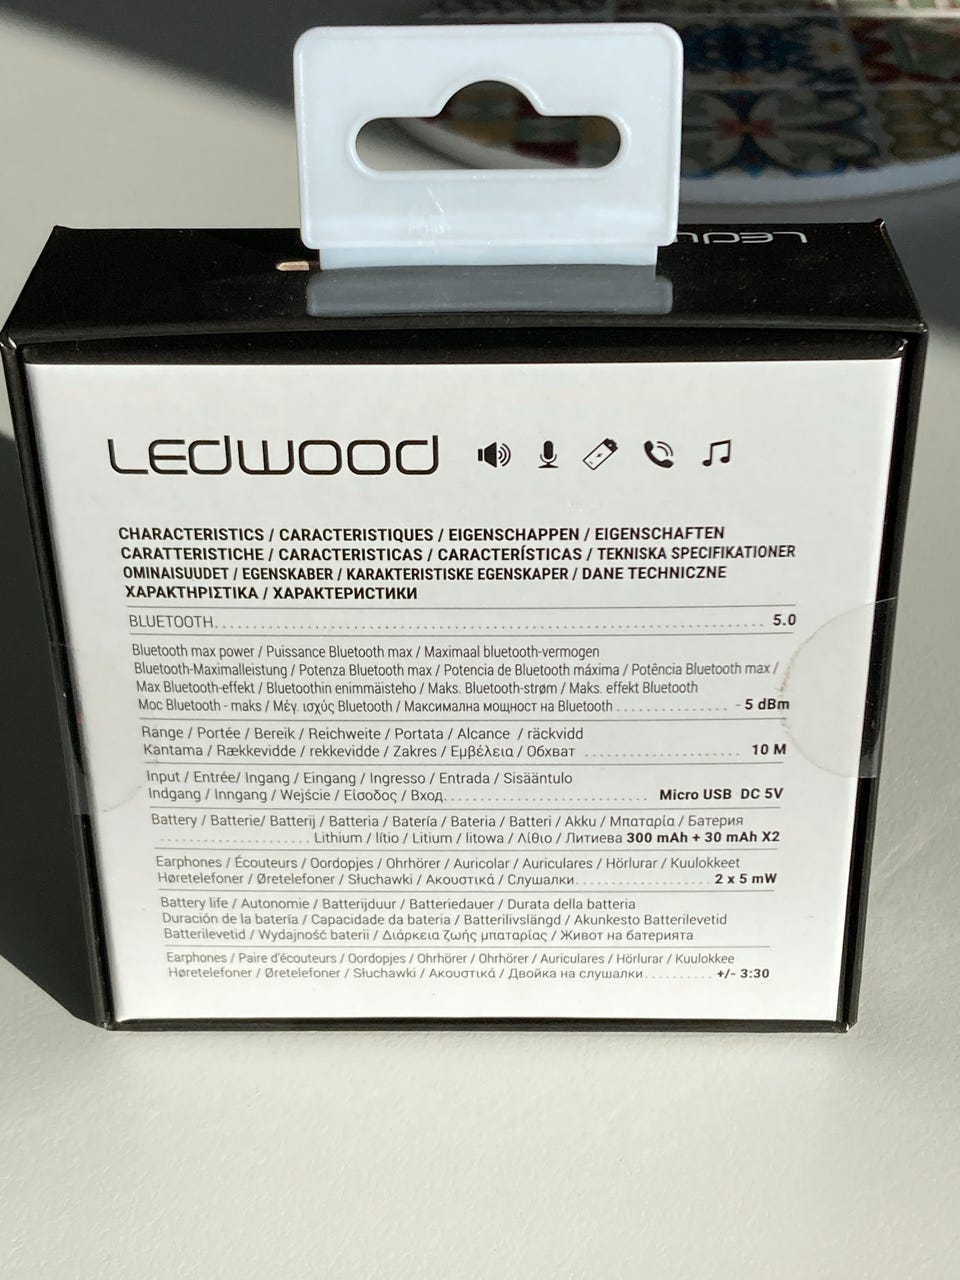 LEDWOOD
LEDWOOD
CHARACTERISTICS / CARACTERISTIQUES / EIGENSCHAPPEN / EIGENSCHAFTEN
CARATTERISTICHE / CARACTERISTICAS / CARACTERÍSTICAS / TEKNISKA SPECIFIKATIONER
OMINAISUUDET / EGENSKABER / KARAKTERISTISKE EGENSKAPER / DANE TECHNICZNE
ΧΑΡΑΚΤΗΡΙΣΤΙΚΑ / ХАРАКТЕРИСТИКИ
BLUETOOTH. . . . . . . . . . . . . . . . . . . . . . . . . . . . . . . . . . . . . . . . 5.0
Bluetooth max power / Puissance Bluetooth max / Maximaal bluetooth-vermogen
Bluetooth-Maximalleistung / Potenza Bluetooth max / Potencia de Bluetooth máxima / Potência Bluetooth max /
Max Bluetooth-effekt / Bluetoothin enimmäisteho / Maks. Bluetooth-strøm / Maks. effekt Bluetooth
Moc Bluetooth - maks / Μέγ. ισχύς Bluetooth / Максимална мощност на Bluetooth . . . . . . . . . . . . . - 5 dBm
Range / Portée / Bereik / Reichweite / Portata / Alcance / räckvidd
Kantama / Rækkevidde / rekkevidde / Zakres / Εμβέλεια / Обхват . . . . . . . . . . . . . . . . . . 10 M
Input / Entrée/ Ingang / Eingang / Ingresso / Entrada / Sisääntulo
Indgang / Inngang / Wejście / Είσοδος / Вход. . . . . . . . . . . . . . . . . . . . . . . . Micro USB DC 5V
Battery / Batterie/ Batterij / Batteria / Batería / Bateria / Batteri / Akku / Μπαταρία / Батерия
. . . . . . . . . . . . . . . . . . Lithium / lítio / Litium / litowa / Λίθιο / Литиева 300 mAh + 30 mAh X2
Earphones / Écouteurs / Oordopjes / Ohrhörer / Auricolar / Auriculares / Hörlurar / Kuulokkeet
Høretelefoner / Øretelefoner / Słuchawki / Ακουστικά / Слушалки. . . . . . . . . . . . . . . . 2 x 5 mW
Battery life / Autonomie / Batterijduur / Batteriedauer / Durata della batteria
Duración de la batería / Capacidade da bateria / Batterilivslängd / Akunkesto Batterilevetid
Batterilevetid / Wydajność baterii / Διάρκεια ζωής μπαταρίας / Живот на батерията
Earphones / Paire d'écouteurs / Oordopjes / Ohrhörer / Auriculares / Hörlurar / Kuulokkee
Høretelefoner / Øretelefoner / Słuchawki / Ακουστικά / Двойка на слушалки. . . . . . . . . . +/- 3:30